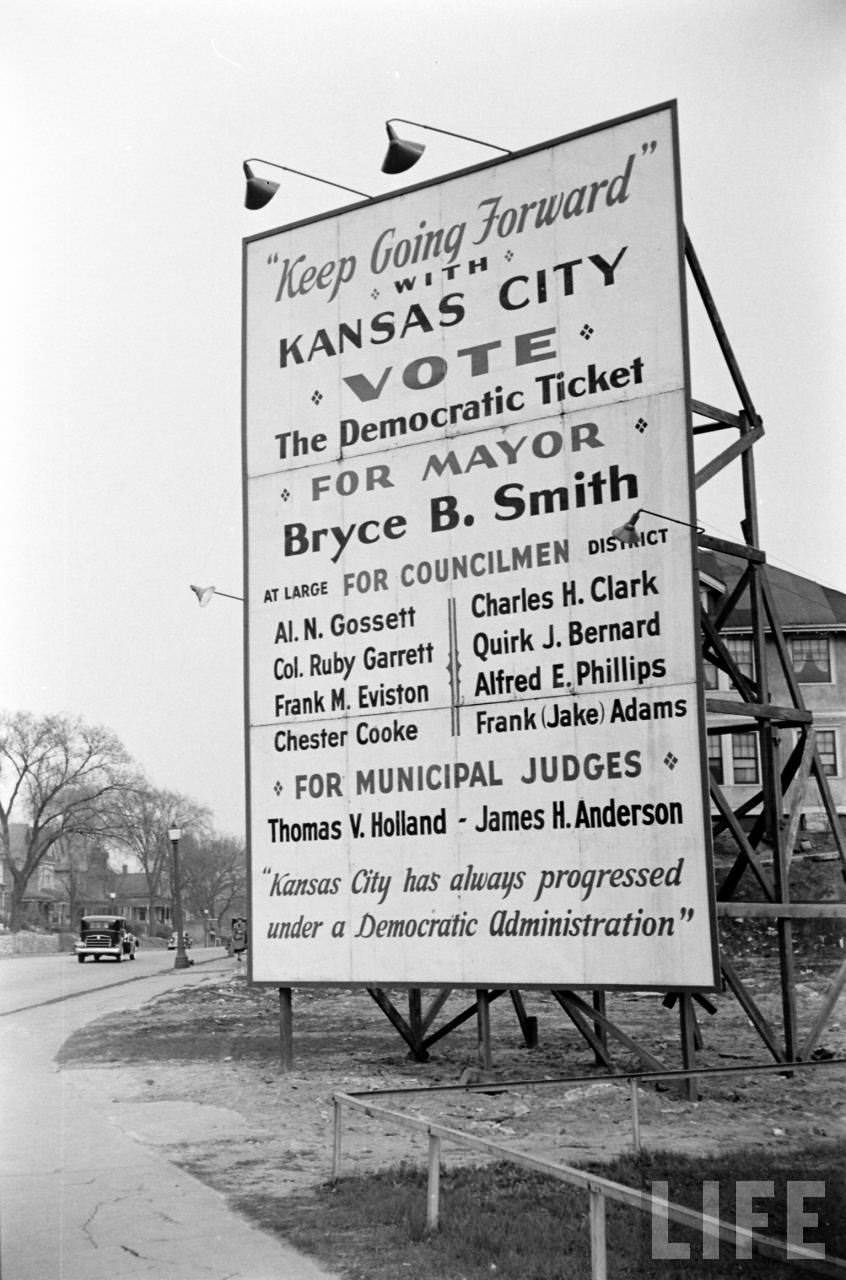 "Keep Going Forward"
WITH
KANSAS CITY
VOTE
The Democratic Ticket
FOR MAYOR
Bryce B. Smith
AT LARGE FOR COUNCILMEN DISTRICT
Al. N. Gossett
Col. Ruby Garrett
Frank M. Eviston
Chester Cooke
Charles H. Clark
Quirk J. Bernard
Alfred E. Phillips
Frank (Jake) Adams
FOR MUNICIPAL JUDGES
Thomas V. Holland - James H. Anderson
"Kansas City has always progressed
under a Democratic Administration"
LIFE